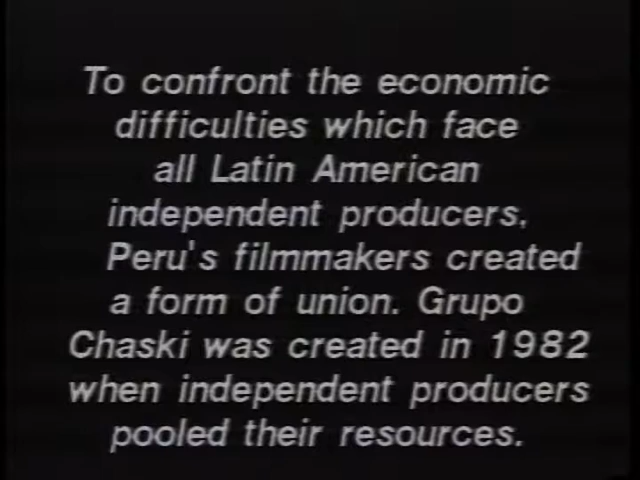 To confront the economic
difficulties which face
all Latin American
independent producers,
Peru's filmmakers created
a form of union. Grupo
Chaski was created in 1982
when independent producers
pooled their resources.